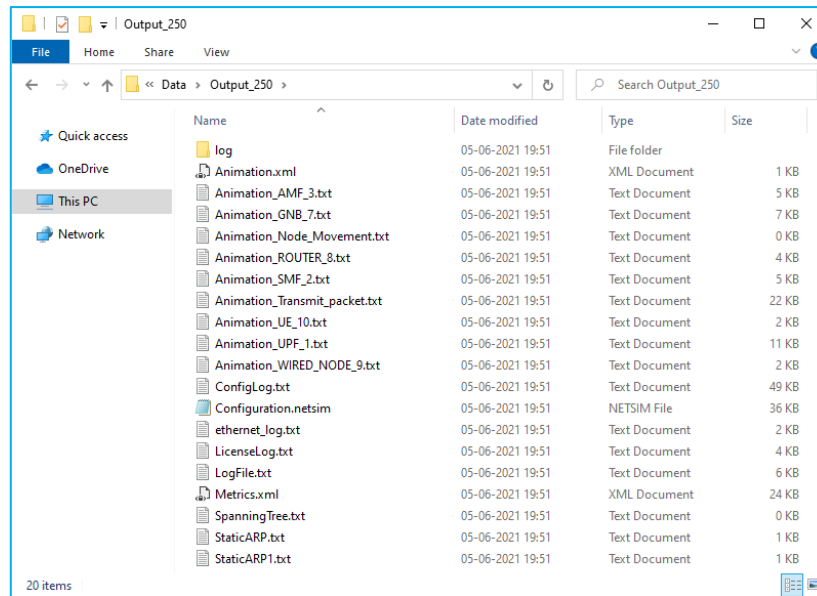 Output_250
File Home Share View
« Data > Output_250 > Search Output_250
Name Date modified Type Size
Quick access
OneDrive
This PC
Network
log 05-06-2021 19:51 File folder
Animation.xml 05-06-2021 19:51 XML Document 1 KB
Animation_AMF_3.txt 05-06-2021 19:51 Text Document 5 KB
Animation_GNB_7.txt 05-06-2021 19:51 Text Document 7 KB
Animation_Node_Movement.txt 05-06-2021 19:51 Text Document 0 KB
Animation_ROUTER_8.txt 05-06-2021 19:51 Text Document 4 KB
Animation_SMF_2.txt 05-06-2021 19:51 Text Document 5 KB
Animation_Transmit_packet.txt 05-06-2021 19:51 Text Document 22 KB
Animation_UE_10.txt 05-06-2021 19:51 Text Document 2 KB
Animation_UPF_1.txt 05-06-2021 19:51 Text Document 11 KB
Animation_WIRED_NODE_9.txt 05-06-2021 19:51 Text Document 2 KB
ConfigLog.txt 05-06-2021 19:51 Text Document 49 KB
Configuration.netsim 05-06-2021 19:51 NETSIM File 36 KB
ethernet_log.txt 05-06-2021 19:51 Text Document 2 KB
LicenseLog.txt 05-06-2021 19:51 Text Document 4 KB
LogFile.txt 05-06-2021 19:51 Text Document 6 KB
Metrics.xml 05-06-2021 19:51 XML Document 24 KB
SpanningTree.txt 05-06-2021 19:51 Text Document 0 KB
StaticARP.txt 05-06-2021 19:51 Text Document 1 KB
StaticARP1.txt 05-06-2021 19:51 Text Document 1 KB
20 items